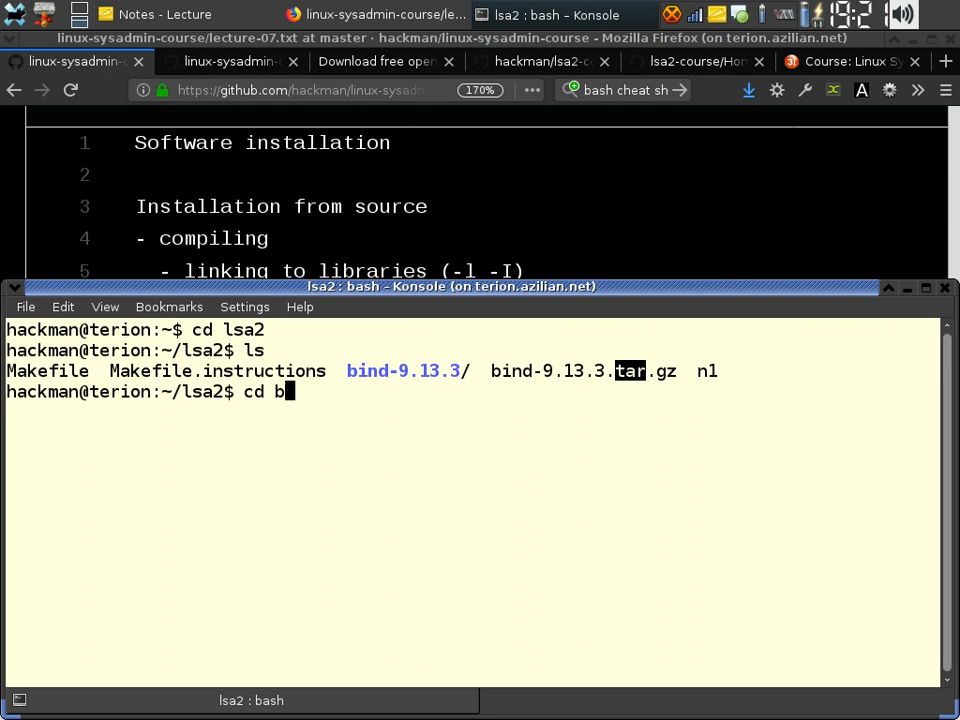 Notes - Lecture
linux-sysadmin-course/le...
lsa2 : bash – Konsole
19:2
linux-sysadmin-course/lecture-07.txt at master · hackman/linux-sysadmin-course - Mozilla Firefox (on terion.azilian.net)
linux-sysadmin-
linux-sysadmin-
Download free open
hackman/lsa2-c
lsa2-course/Hon
Course: Linux Sy
https://github.com/hackman/linux-sysadm
170%
bash cheat sh
1 Software installation
2
3 Installation from source
4 - compiling
5 - linking to libraries (-l -I)
lsa2 : bash - Konsole (on terion.azilian.net)
File Edit View Bookmarks Settings Help
hackman@terion:~$ cd lsa2
hackman@terion:~/lsa2$ ls
Makefile Makefile.instructions bind-9.13.3/ bind-9.13.3.tar.gz n1
hackman@terion:~/lsa2$ cd b
lsa2 : bash